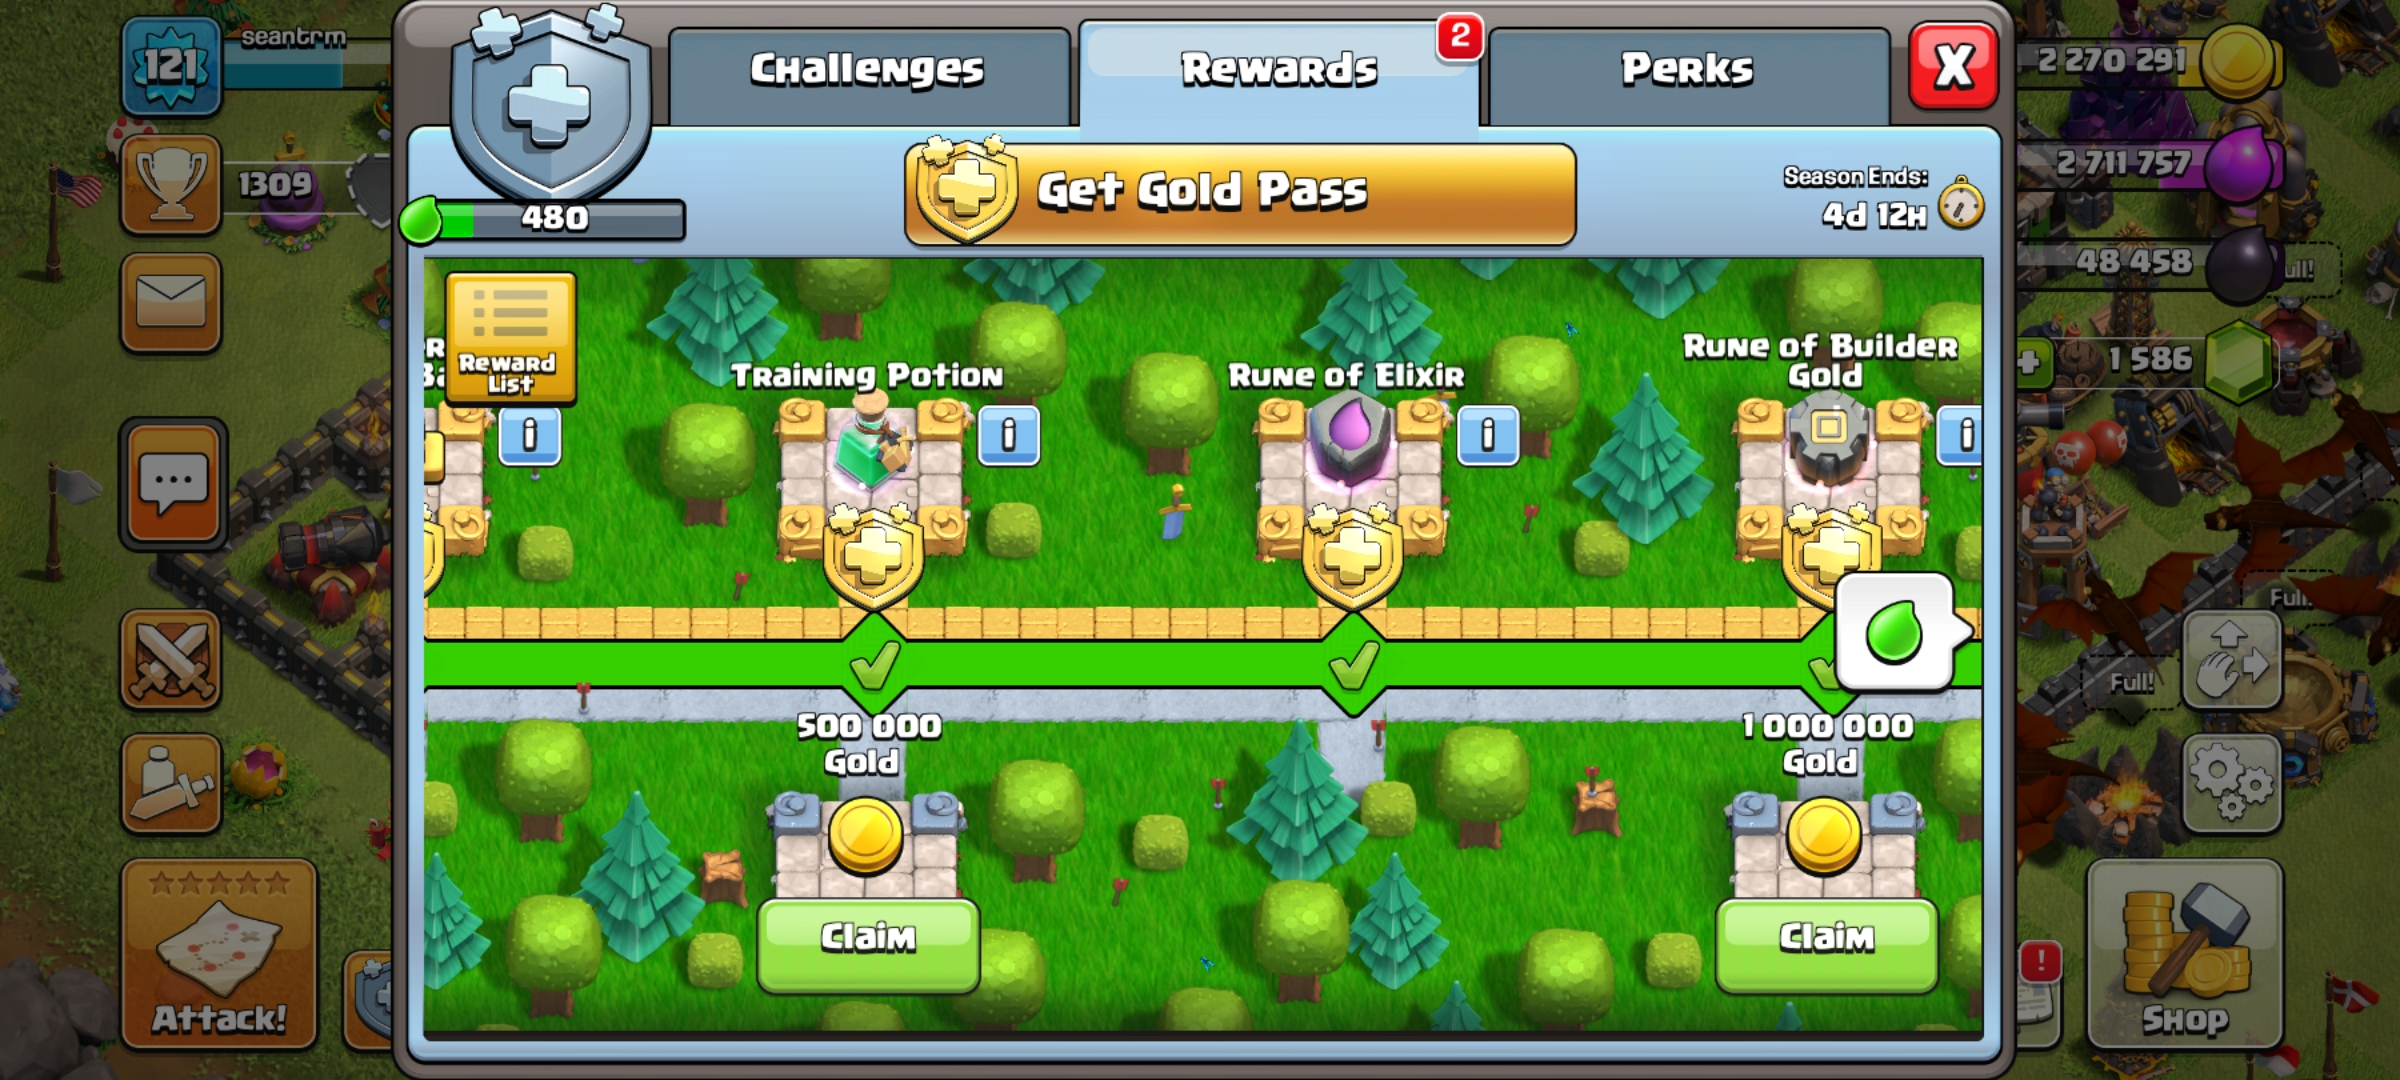 121
seantrm
1309
Challenges
Rewards
2
Perks
X
2 270 291
2 711 757
48 458
1 586
480
Get Gold Pass
Season Ends:
4d 12H
Reward
List
Training Potion
Rune of Elixir
Rune of Builder
Gold
500 000
Gold
1 000 000
Gold
Claim
Claim
Full!
Attack!
!
Shop